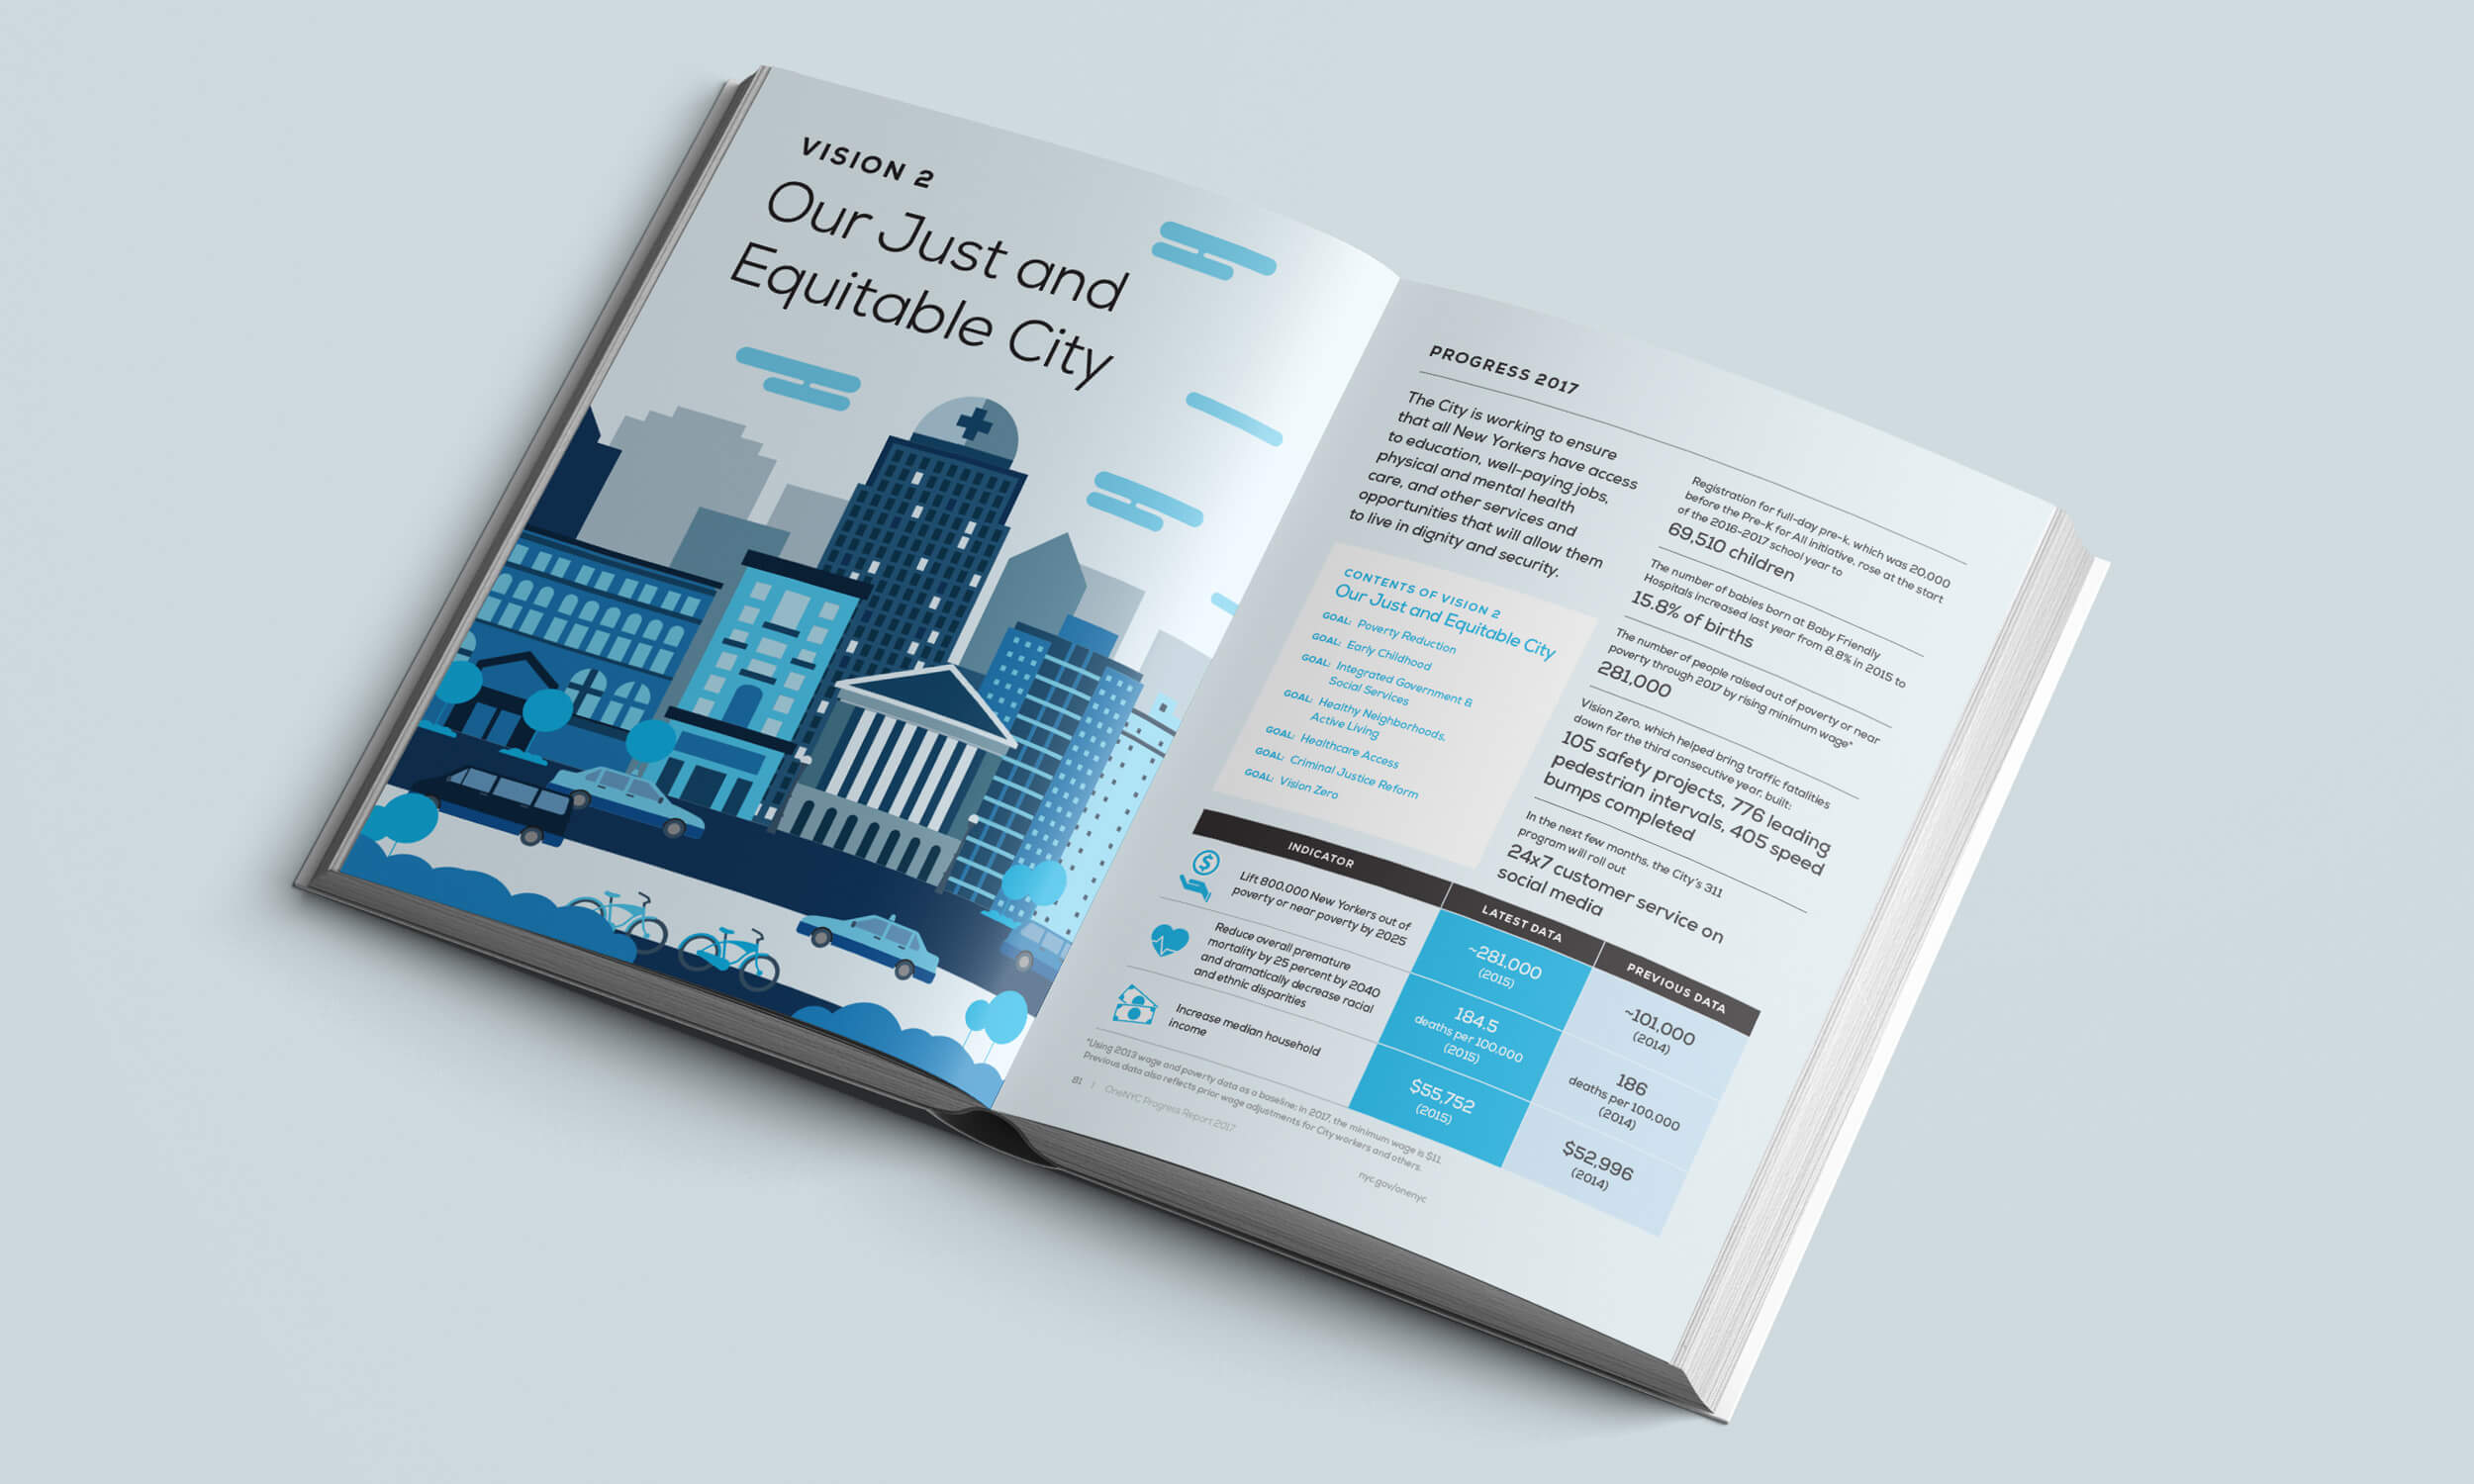 VISION 2
Our Just and
Equitable City
PROGRESS 2017
The City is working to ensure
that all New Yorkers have access
to education, well-paying jobs,
physical and mental health
care, and other services and
opportunities that will allow them
to live in dignity and security.
CONTENTS OF VISION 2
Our Just and Equitable City
GOAL: Poverty Reduction
GOAL: Early Childhood
GOAL: Integrated Government &
Social Services
GOAL: Healthy Neighborhoods,
Active Living
GOAL: Healthcare Access
GOAL: Criminal Justice Reform
GOAL: Vision Zero
Registration for full-day pre-k, which was 20,000
before the Pre-K for All initiative, rose at the start
of the 2016-2017 school year to
69,510 children
The number of babies born at Baby Friendly
Hospitals increased last year from 8.8% in 2015 to
15.8% of births
The number of people raised out of poverty or near
poverty through 2017 by rising minimum wage*
281,000
Vision Zero, which helped bring traffic fatalities
down for the third consecutive year, built:
105 safety projects, 776 leading
pedestrian intervals, 405 speed
bumps completed
In the next few months, the City's 311
program will roll out
24x7 customer service on
social media
INDICATOR
LATEST DATA
PREVIOUS DATA
$
Lift 800,000 New Yorkers out of
poverty or near poverty by 2025
~281,000
(2015)
~101,000
(2014)
Reduce overall premature
mortality by 25 percent by 2040
and dramatically decrease racial
and ethnic disparities
184.5
deaths per 100,000
(2015)
186
deaths per 100,000
(2014)
Increase median household
income
$55,752
(2015)
$52,996
(2014)
*Using 2013 wage and poverty data as a baseline; in 2017, the minimum wage is $11.
Previous data also reflects prior wage adjustments for City workers and others.
81 | OneNYC Progress Report 2017
nyc.gov/onenyc